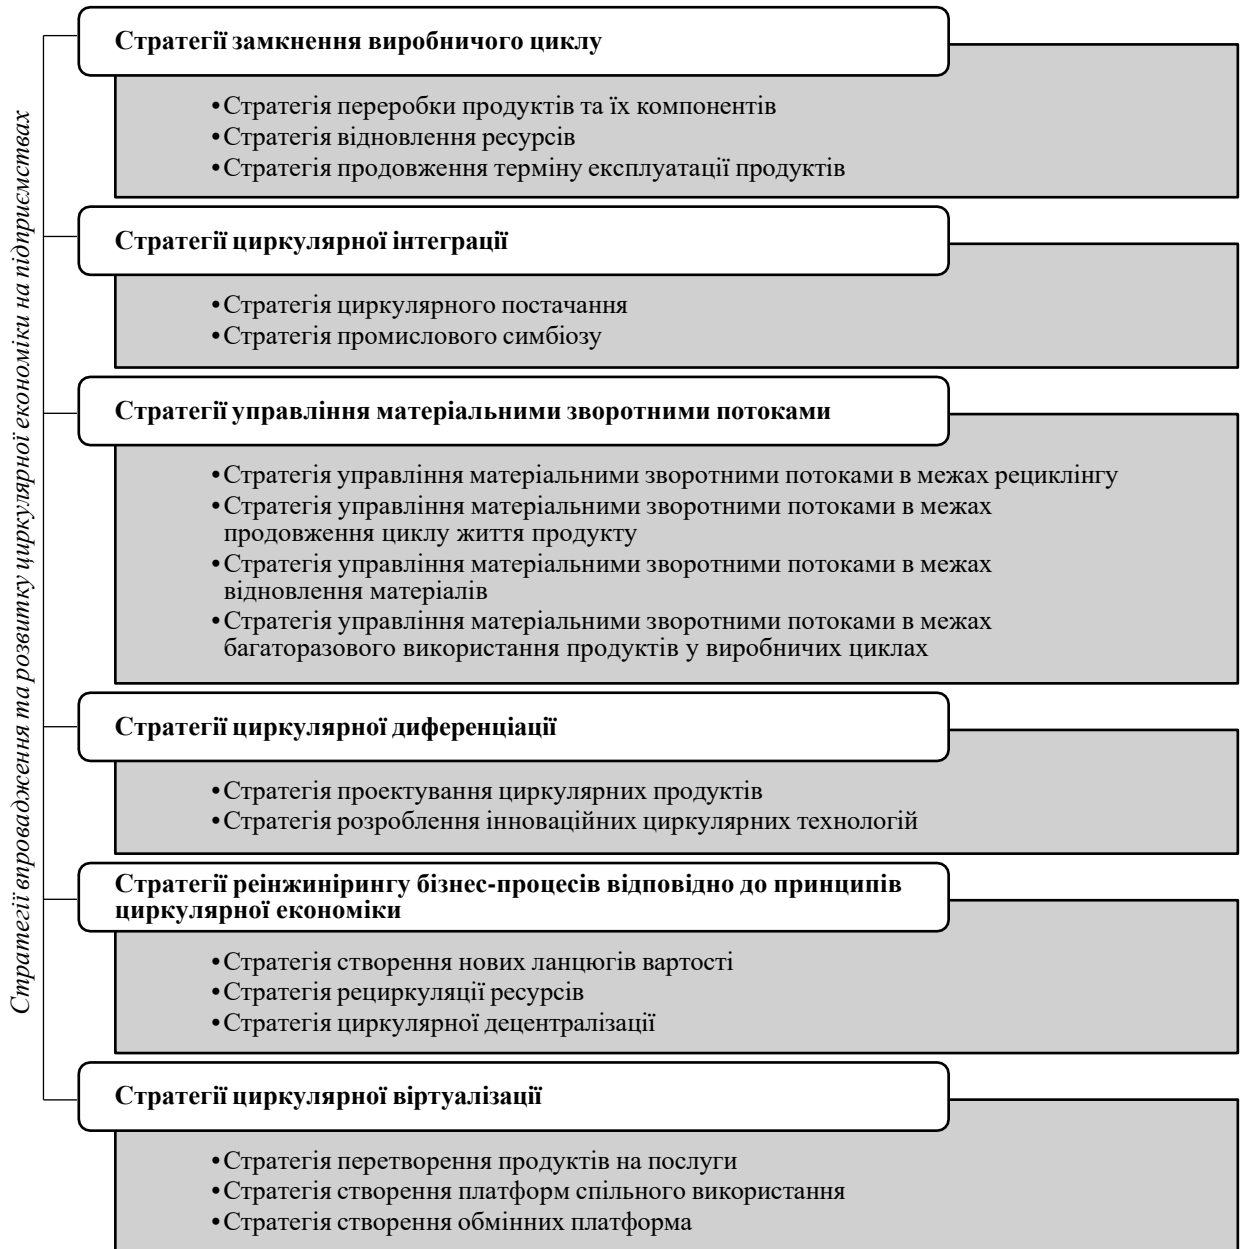 Стратегії впровадження та розвитку циркулярної економіки на підприємствах
Стратегії замкнення виробничого циклу
•Стратегія переробки продуктів та їх компонентів
•Стратегія відновлення ресурсів
•Стратегія продовження терміну експлуатації продуктів
Стратегії циркулярної інтеграції
•Стратегія циркулярного постачання
•Стратегія промислового симбіозу
Стратегії управління матеріальними зворотними потоками
•Стратегія управління матеріальними зворотними потоками в межах рециклінгу
•Стратегія управління матеріальними зворотними потоками в межах
продовження циклу життя продукту
•Стратегія управління матеріальними зворотними потоками в межах
відновлення матеріалів
•Стратегія управління матеріальними зворотними потоками в межах
багаторазового використання продуктів у виробничих циклах
Стратегії циркулярної диференціації
•Стратегія проектування циркулярних продуктів
•Стратегія розроблення інноваційних циркулярних технологій
Стратегії реінжинірингу бізнес-процесів відповідно до принципів
циркулярної економіки
•Стратегія створення нових ланцюгів вартості
•Стратегія рециркуляції ресурсів
•Стратегія циркулярної децентралізації
Стратегії циркулярної віртуалізації
•Стратегія перетворення продуктів на послуги
•Стратегія створення платформ спільного використання
•Стратегія створення обмінних платформа